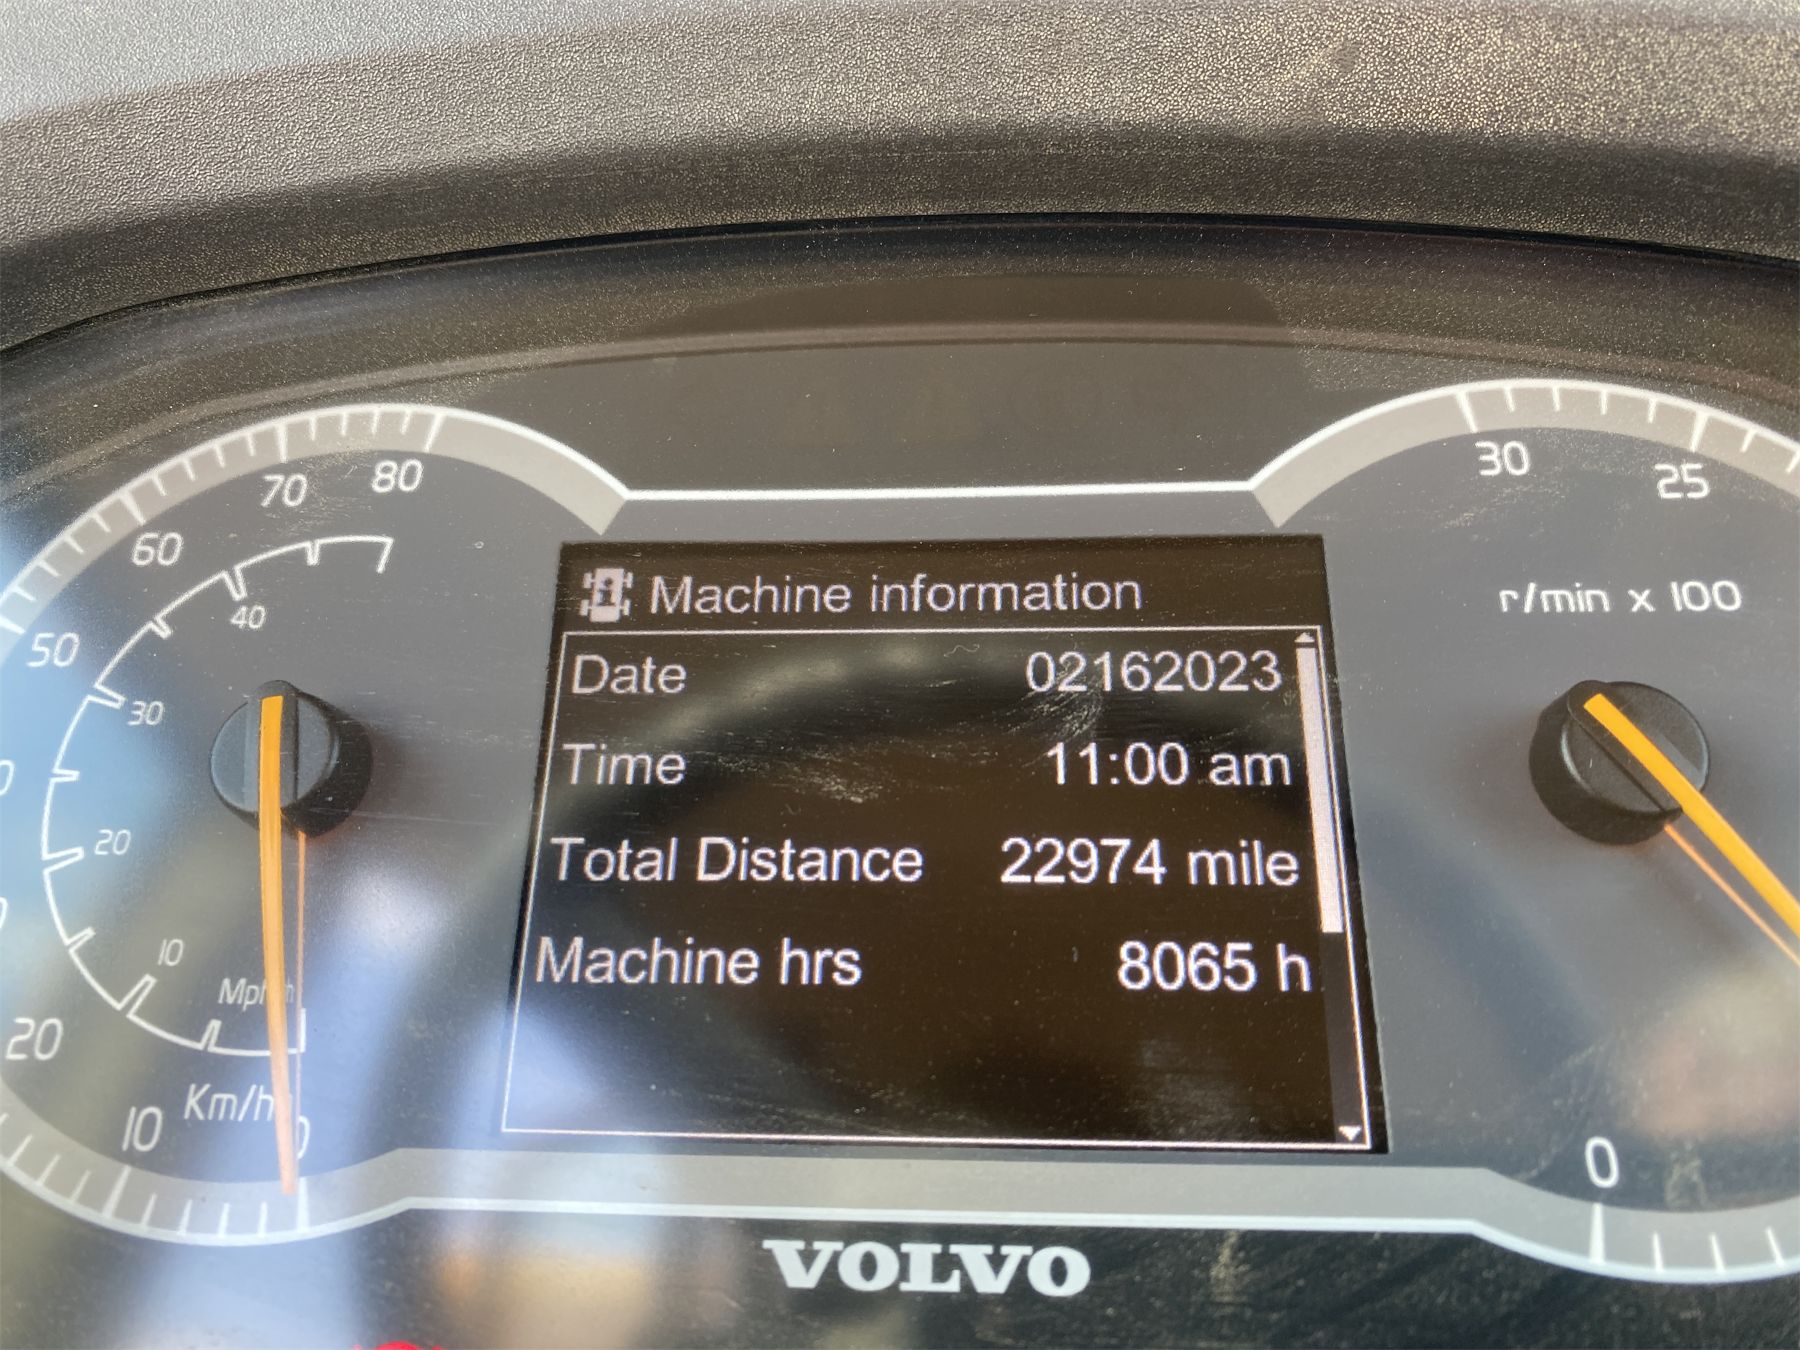 80
70
30
25
60
40
Machine information
r/min x 100
50
Date 02162023
30
Time 11:00 am
20
Total Distance 22974 mile
10
Machine hrs 8065 h
20
Km/h
10
0
0
VOLVO